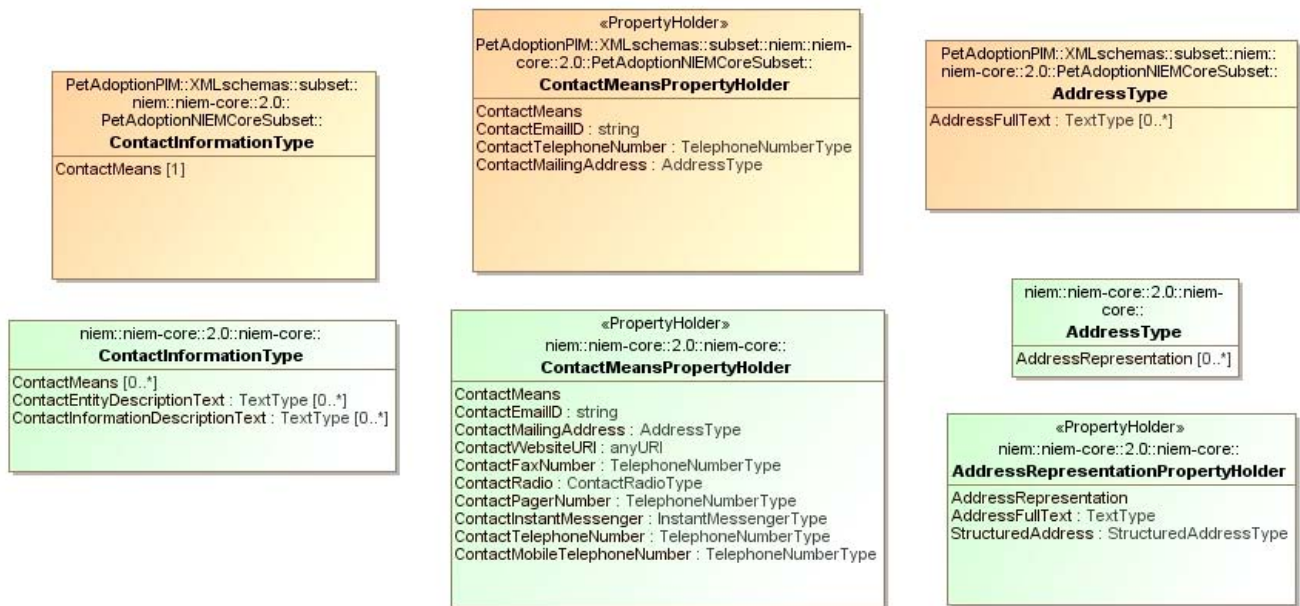 PetAdoptionPIM::XMLschemas::subset::
niem::niem-core::2.0::
PetAdoptionNIEMCoreSubset::
ContactInformationType
ContactMeans [1]
«PropertyHolder»
PetAdoptionPIM::XMLschemas::subset::niem::niem-
core::2.0::PetAdoptionNIEMCoreSubset::
ContactMeansPropertyHolder
ContactMeans
ContactEmailID : string
ContactTelephoneNumber : TelephoneNumberType
ContactMailingAddress : AddressType
PetAdoptionPIM::XMLschemas::subset::niem::
niem-core::2.0::PetAdoptionNIEMCoreSubset::
AddressType
AddressFullText : TextType [0..*]
niem::niem-core::2.0::niem-core::
ContactInformationType
ContactMeans [0..*]
ContactEntityDescriptionText : TextType [0..*]
ContactInformationDescriptionText : TextType [0..*]
«PropertyHolder»
niem::niem-core::2.0::niem-core::
ContactMeansPropertyHolder
ContactMeans
ContactEmailID : string
ContactMailingAddress : AddressType
ContactWebsiteURI : anyURI
ContactFaxNumber : TelephoneNumberType
ContactRadio : ContactRadioType
ContactPagerNumber : TelephoneNumberType
ContactInstantMessenger : InstantMessengerType
ContactTelephoneNumber : TelephoneNumberType
ContactMobileTelephoneNumber : TelephoneNumberType
niem::niem-core::2.0::niem-
core::
AddressType
AddressRepresentation [0..*]
«PropertyHolder»
niem::niem-core::2.0::niem-core::
AddressRepresentationPropertyHolder
AddressRepresentation
AddressFullText : TextType
StructuredAddress : StructuredAddressType